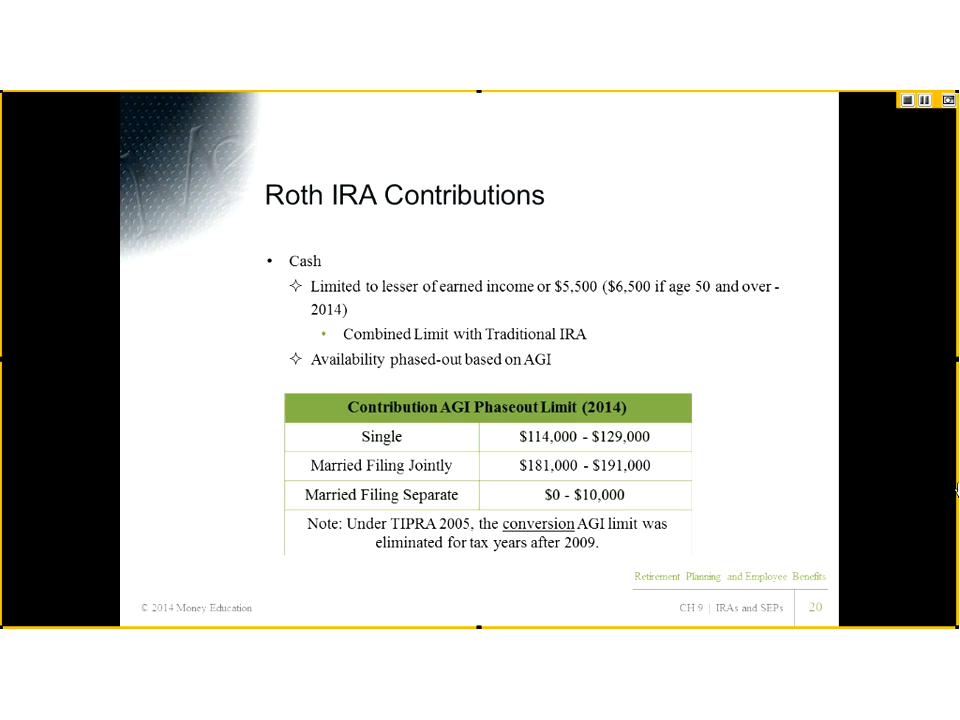 Roth IRA Contributions
• Cash
✧ Limited to lesser of earned income or $5,500 ($6,500 if age 50 and over -
2014)
• Combined Limit with Traditional IRA
✧ Availability phased-out based on AGI
Contribution AGI Phaseout Limit (2014)
Single $114,000 - $129,000
Married Filing Jointly $181,000 - $191,000
Married Filing Separate $0 - $10,000
Note: Under TIPRA 2005, the conversion AGI limit was
eliminated for tax years after 2009.
Retirement Planning and Employee Benefits
© 2014 Money Education
CH 9 | IRAs and SEPs 20